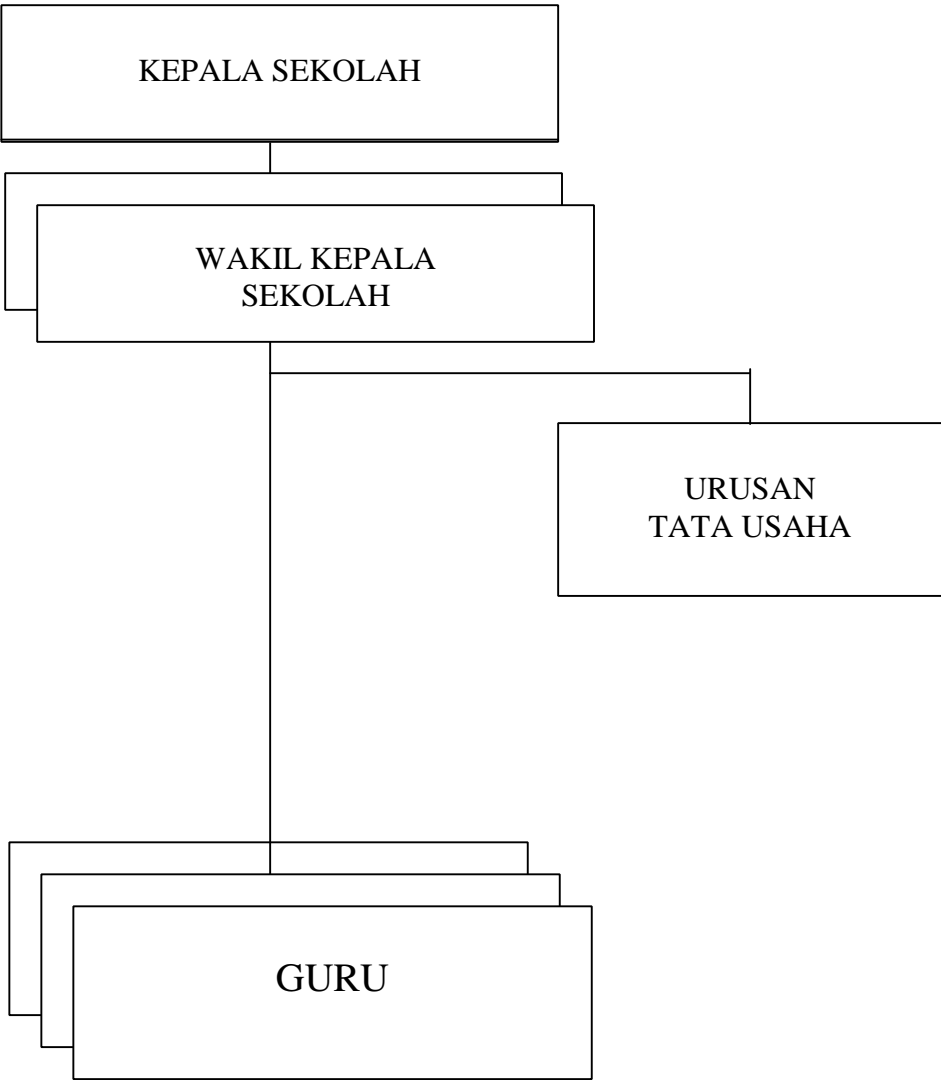 KEPALA SEKOLAH
WAKIL KEPALA
SEKOLAH
URUSAN
TATA USAHA
GURU